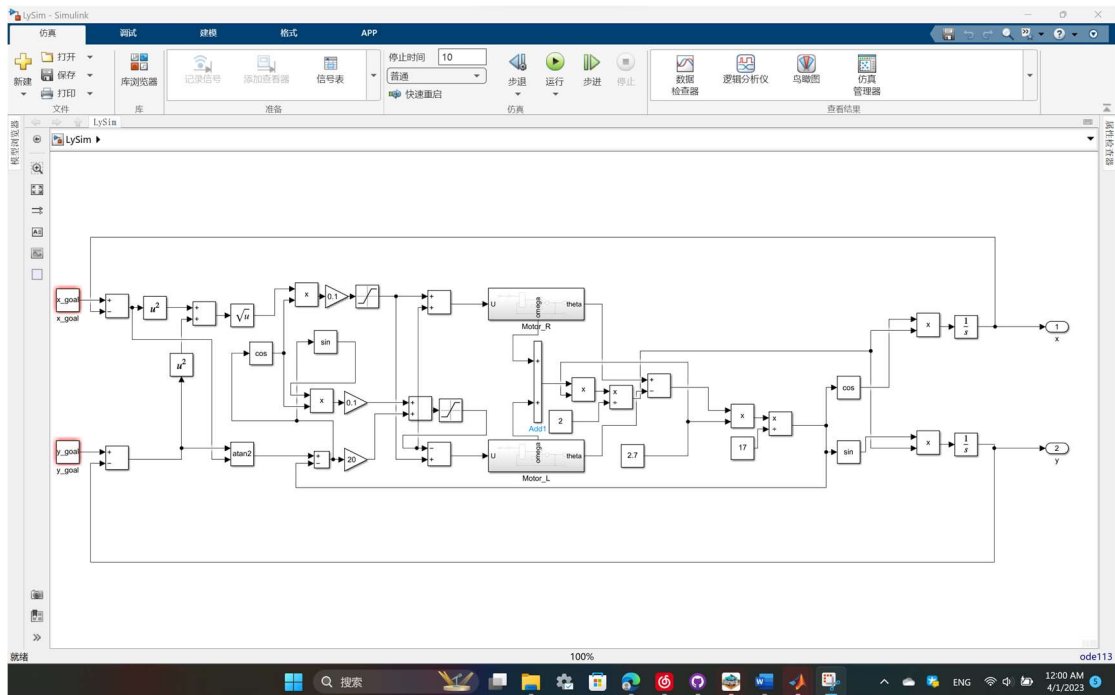 LySim - Simulink
仿真 调试 建模 格式 APP
新建
打开
保存
打印
文件
库浏览器
库
记录信号
添加查看器
信号表
准备
停止时间 10
普通
快速重启
步退
运行
步进
停止
仿真
数据
检查器
逻辑分析仪
鸟瞰图
仿真
管理器
查看结果
模型浏览器
LySim
LySim
属性检查器
x_goal
x_goal
+
−
u²
+
+
√u
x
0.1
+
+
U
omega
theta
Motor_R
x
1
s
1
x
u²
cos
sin
x
0.1
+
+
+
+
Add1
x
2
x
÷
+
−
x
17
x
÷
2.7
cos
sin
y_goal
y_goal
+
−
atan2
+
−
20
−
+
U
omega
theta
Motor_L
x
1
s
2
y
就绪
100%
ode113
搜索
ENG
12:00 AM
4/1/2023
5